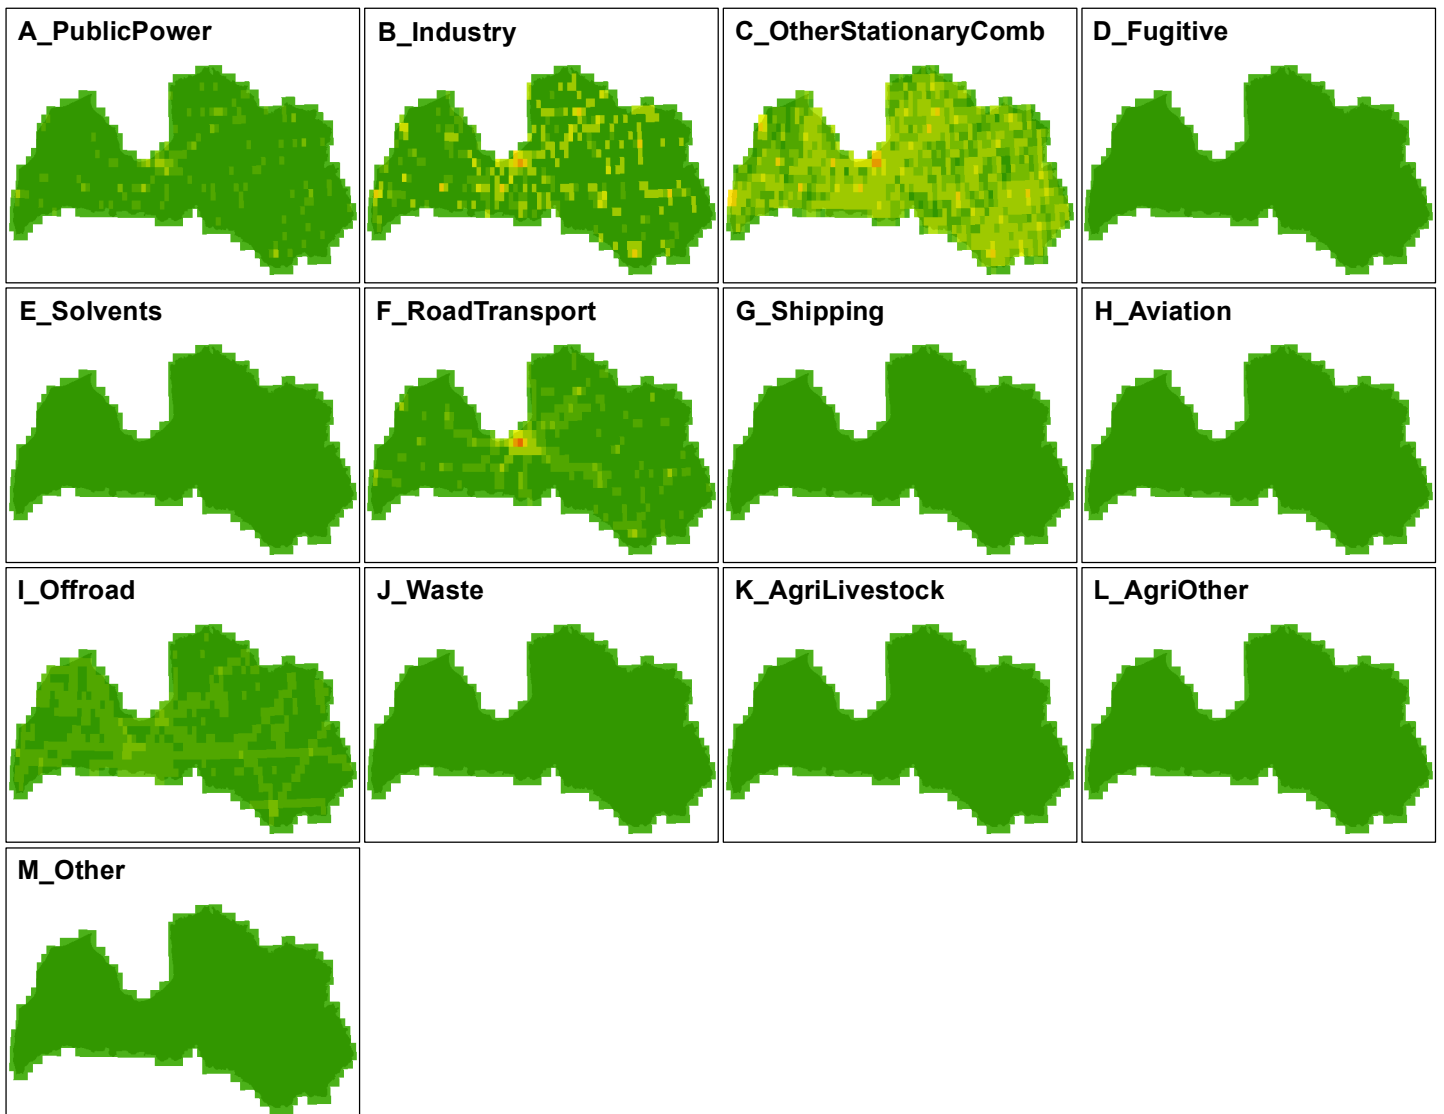 A_PublicPower
B_Industry
C_OtherStationaryComb
D_Fugitive
E_Solvents
F_RoadTransport
G_Shipping
H_Aviation
I_Offroad
J_Waste
K_AgriLivestock
L_AgriOther
M_Other